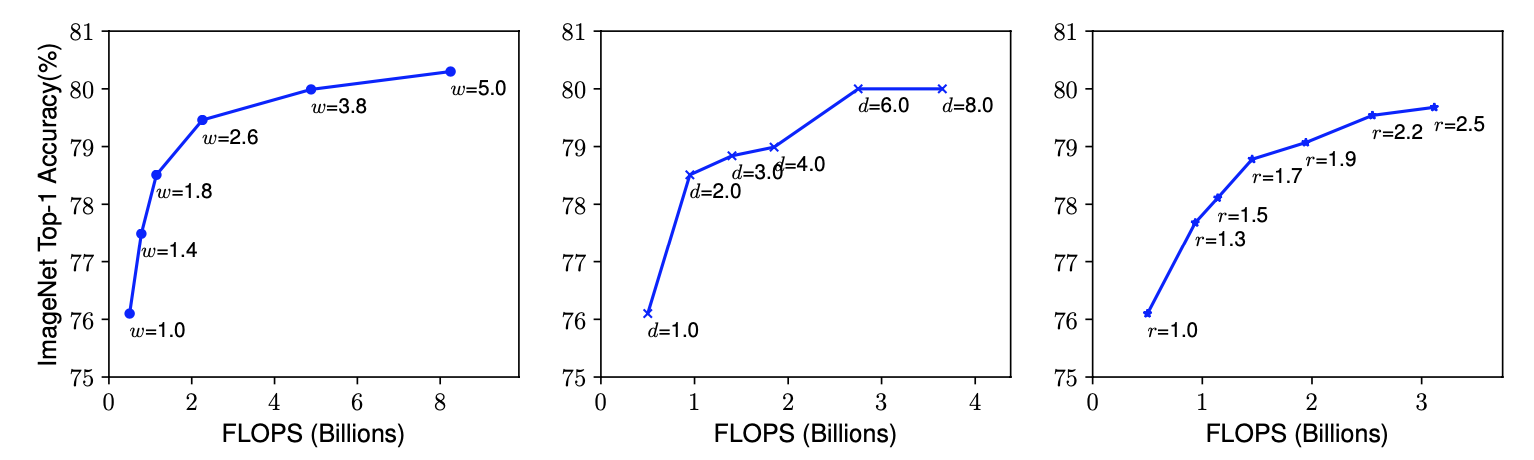 ImageNet Top-1 Accuracy(%)
81
80
79
78
77
76
75
w=5.0
w=3.8
w=2.6
w=1.8
w=1.4
w=1.0
0 2 4 6 8
FLOPS (Billions)
81
80
79
78
77
76
75
d=6.0
d=8.0
d=4.0
d=3.0
d=2.0
d=1.0
0 1 2 3 4
FLOPS (Billions)
81
80
79
78
77
76
75
r=2.5
r=2.2
r=1.9
r=1.7
r=1.5
r=1.3
r=1.0
0 1 2 3
FLOPS (Billions)